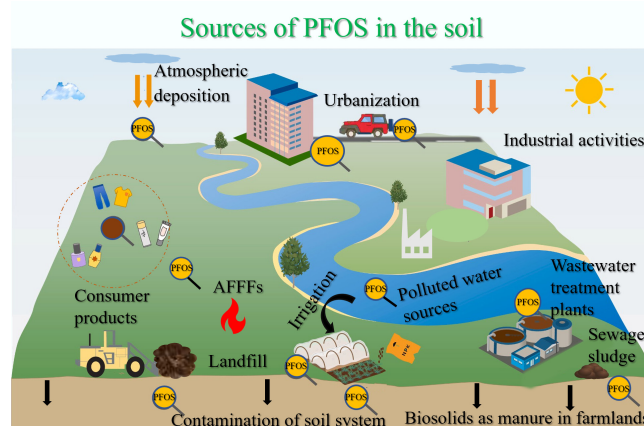 Sources of PFOS in the soil
Atmospheric
deposition
Urbanization
PFOS
PFOS
PFOS
Industrial activities
PFOS
Consumer
products
AFFFs
Irrigation
PFOS
Polluted water
sources
Wastewater
treatment
plants
PFOS
Sewage
sludge
Landfill
NPK
PFOS
PFOS
PFOS
PFOS
Contamination of soil system
Biosolids as manure in farmlands